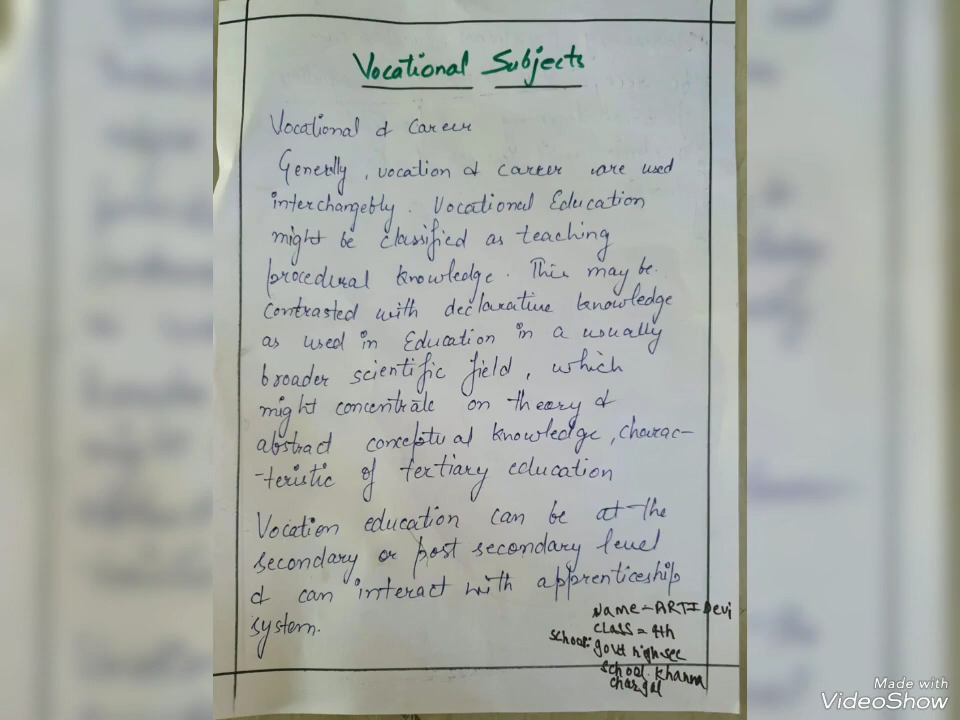 Vocational Subjects
Vocational & Career
Generally, vocation & career are used
interchangebly. Vocational Education
might be classified as teaching
procedural knowledge. This may be
contrasted with declarative knowledge
as used in Education in a usually
broader scientific field, which
might concentrate on theory &
abstract conceptual knowledge, charac-
-teristic of tertiary education
Vocation education can be at the
secondary or post secondary level
& can interact with apprenticeship
system.
Name - ARTI Devi
Class = 9th
School: govt high sec
school Khanna
chargal
Made with
VideoShow